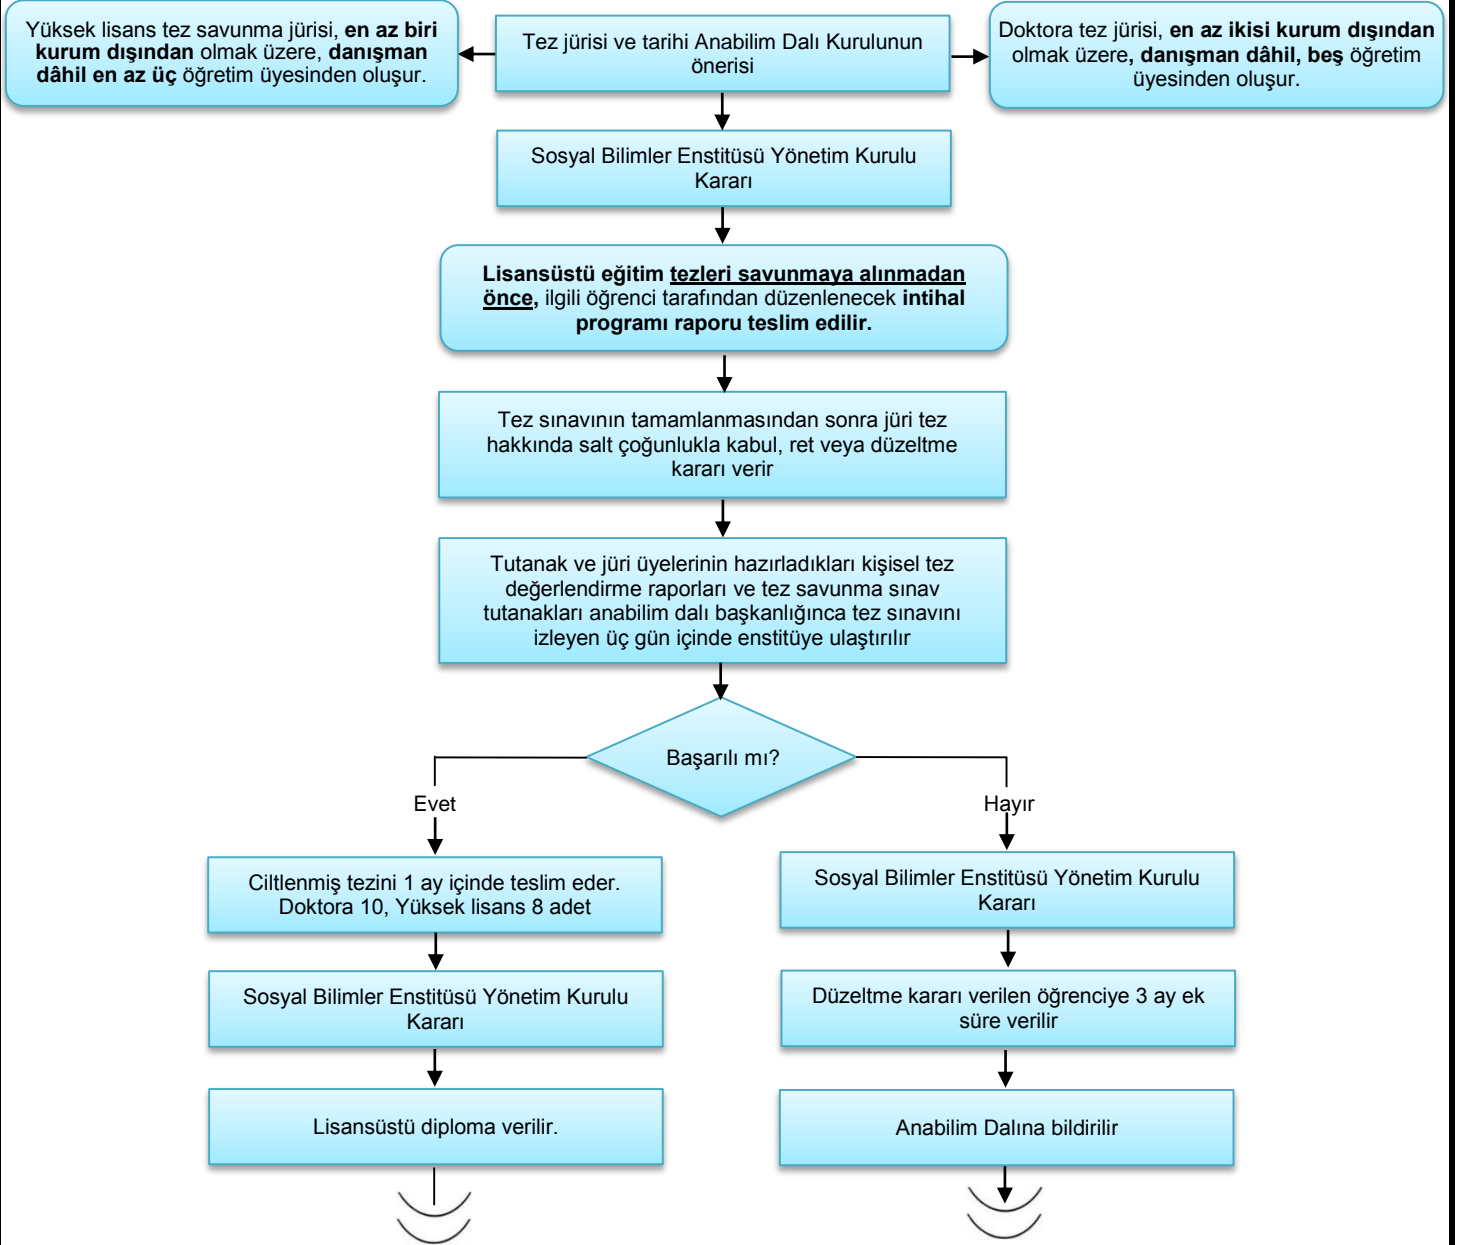 Yüksek lisans tez savunma jürisi, en az biri
kurum dışından olmak üzere, danışman
dâhil en az üç öğretim üyesinden oluşur.
Tez jürisi ve tarihi Anabilim Dalı Kurulunun
önerisi
Doktora tez jürisi, en az ikisi kurum dışından
olmak üzere, danışman dâhil, beş öğretim
üyesinden oluşur.
Sosyal Bilimler Enstitüsü Yönetim Kurulu
Kararı
Lisansüstü eğitim tezleri savunmaya alınmadan
önce, ilgili öğrenci tarafından düzenlenecek intihal
programı raporu teslim edilir.
Tez sınavının tamamlanmasından sonra jüri tez
hakkında salt çoğunlukla kabul, ret veya düzeltme
kararı verir
Tutanak ve jüri üyelerinin hazırladıkları kişisel tez
değerlendirme raporları ve tez savunma sınav
tutanakları anabilim dalı başkanlığınca tez sınavını
izleyen üç gün içinde enstitüye ulaştırılır
Başarılı mı?
Evet
Hayır
Ciltlenmiş tezini 1 ay içinde teslim eder.
Doktora 10, Yüksek lisans 8 adet
Sosyal Bilimler Enstitüsü Yönetim Kurulu
Kararı
Lisansüstü diploma verilir.
Sosyal Bilimler Enstitüsü Yönetim Kurulu
Kararı
Düzeltme kararı verilen öğrenciye 3 ay ek
süre verilir
Anabilim Dalına bildirilir